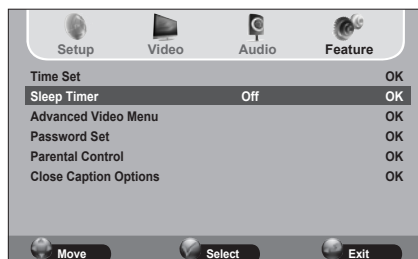 Setup Video Audio Feature
Time Set OK
Sleep Timer Off OK
Advanced Video Menu OK
Password Set OK
Parental Control OK
Close Caption Options OK
Move Select Exit